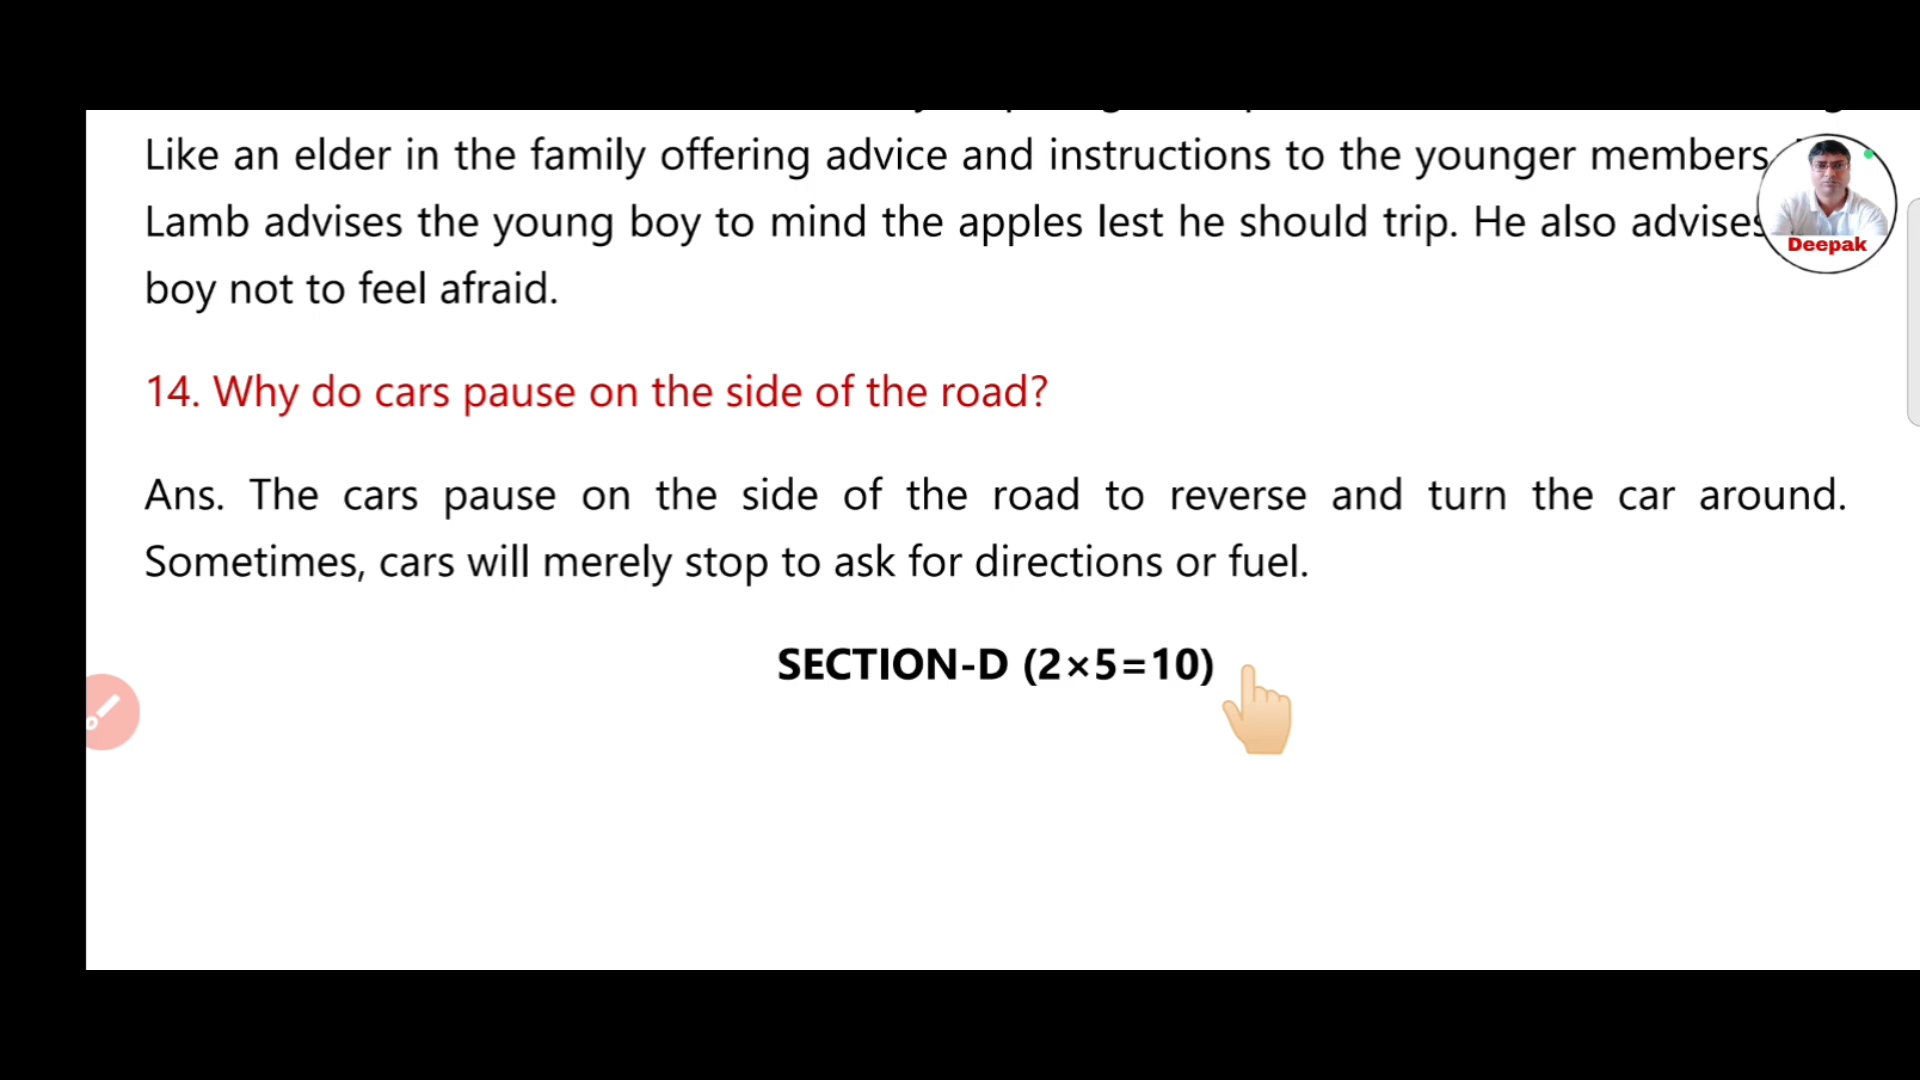 Like an elder in the family offering advice and instructions to the younger members
Lamb advises the young boy to mind the apples lest he should trip. He also advises
Deepak
boy not to feel afraid.
14. Why do cars pause on the side of the road?
Ans. The cars pause on the side of the road to reverse and turn the car around.
Sometimes, cars will merely stop to ask for directions or fuel.
SECTION-D (2×5=10)